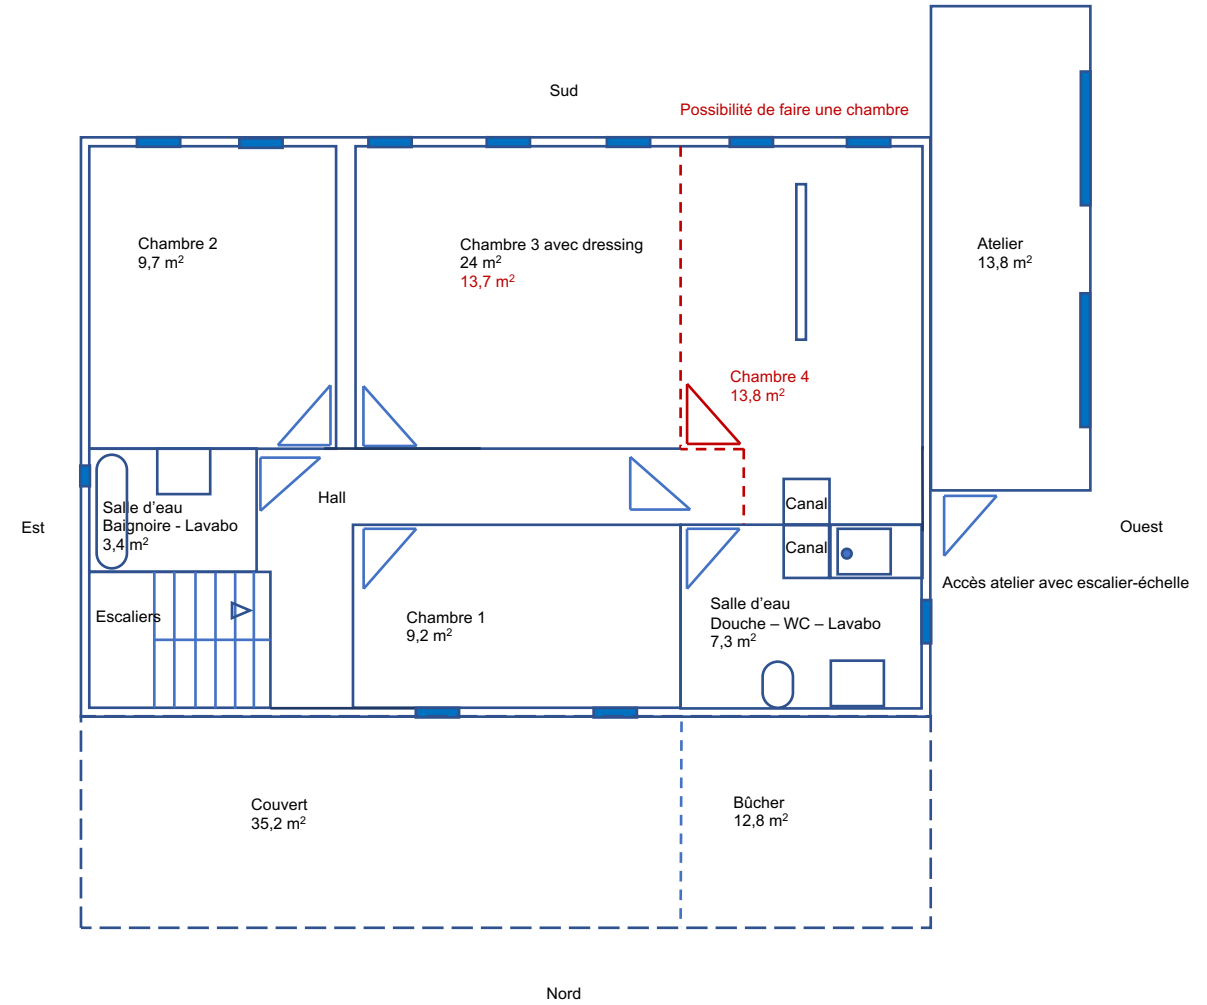 Sud
Possibilité de faire une chambre
Chambre 2
9,7 m²
Chambre 3 avec dressing
24 m²
13,7 m²
Atelier
13,8 m²
Chambre 4
13,8 m²
Hall
Salle d’eau
Baignoire - Lavabo
3,4 m²
Canal
Canal
Est
Ouest
Accès atelier avec escalier-échelle
Escaliers
Chambre 1
9,2 m²
Salle d’eau
Douche – WC – Lavabo
7,3 m²
Couvert
35,2 m²
Bûcher
12,8 m²
Nord